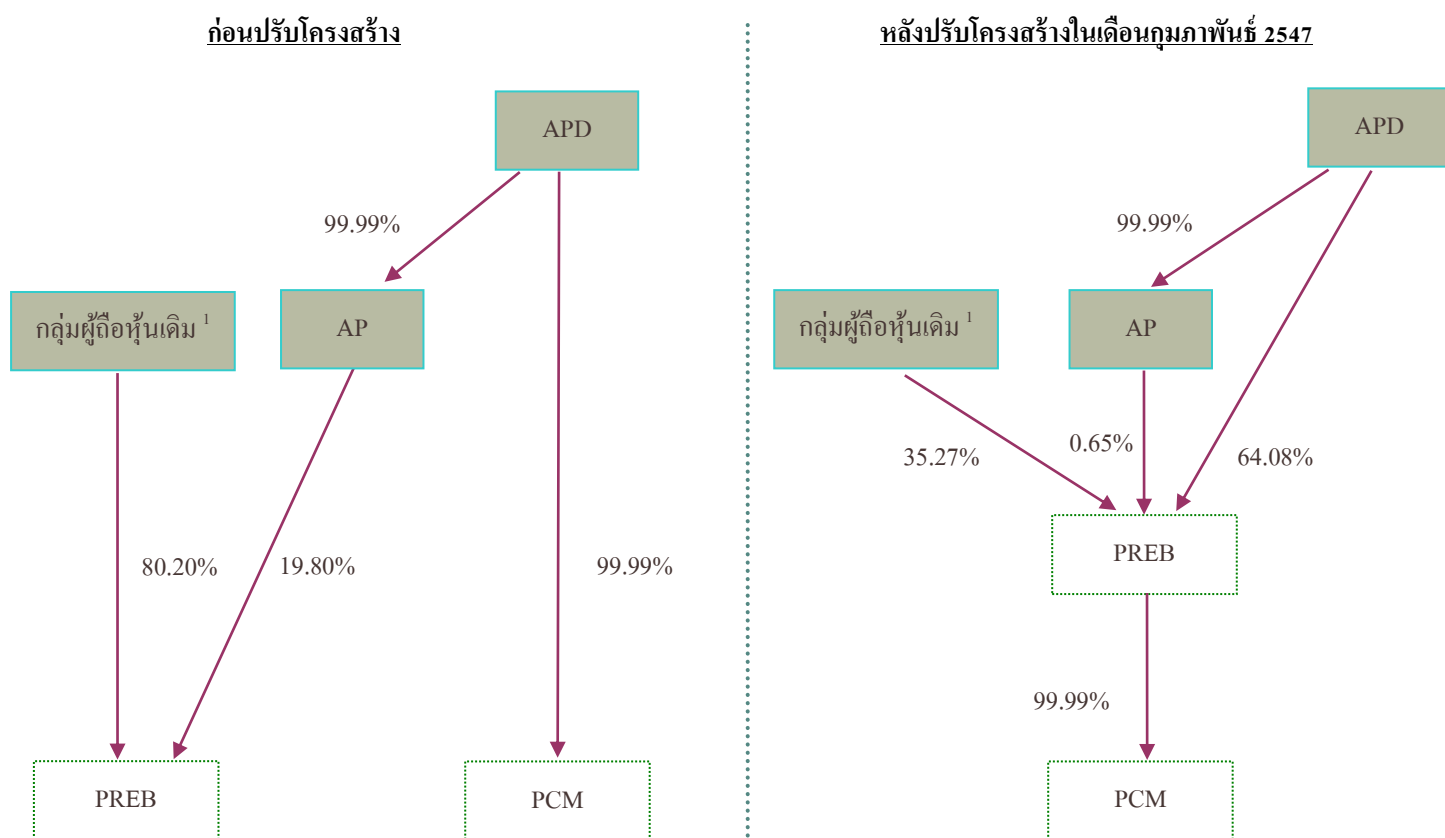 ก่อนปรับโครงสร้าง
APD
99.99%
กลุ่มผู้ถือหุ้นเดิม 1
AP
80.20%
19.80%
99.99%
PREB
PCM
หลังปรับโครงสร้างในเดือนกุมภาพันธ์ 2547
APD
99.99%
กลุ่มผู้ถือหุ้นเดิม 1
AP
35.27%
0.65%
64.08%
PREB
99.99%
PCM